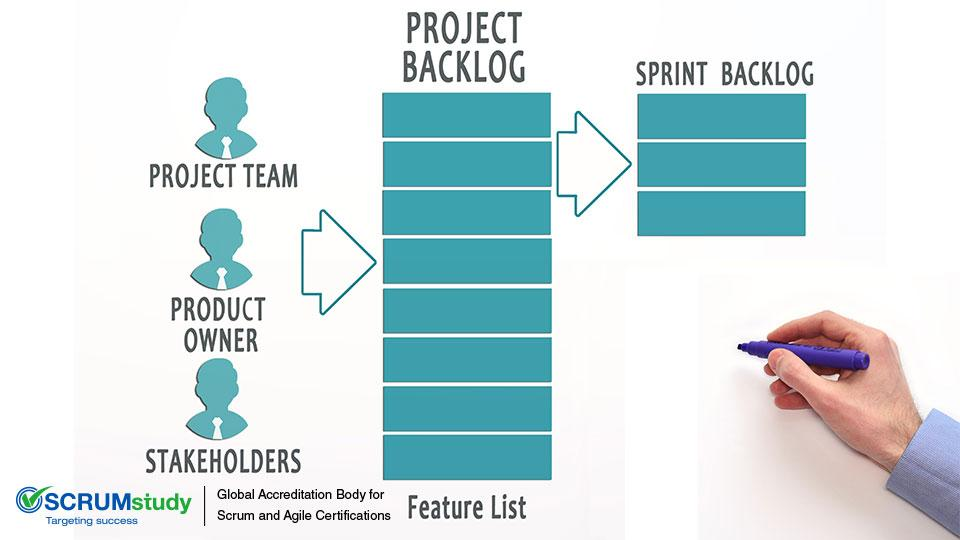 PROJECT
BACKLOG
SPRINT BACKLOG
PROJECT TEAM
PRODUCT
OWNER
STAKEHOLDERS
Feature List
SCRUMstudy
Targeting success
Global Accreditation Body for
Scrum and Agile Certifications